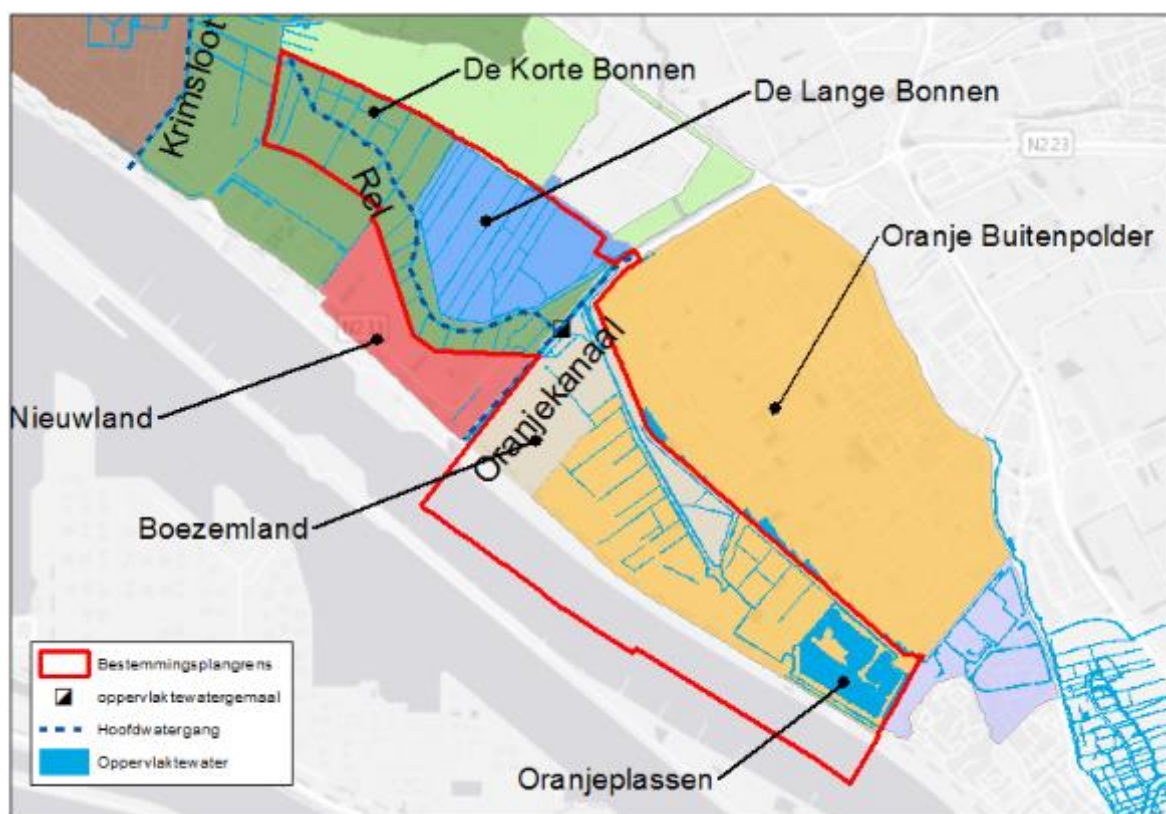 Krimsloot
De Korte Bonnen
De Lange Bonnen
N223
Rel
Oranje Buitenpolder
Oranjekanaal
Nieuwland
Boezemland
Oranjeplassen
Bestemmingsplangrens
oppervlaktewatergemaal
Hoofdwatergang
Oppervlaktewater